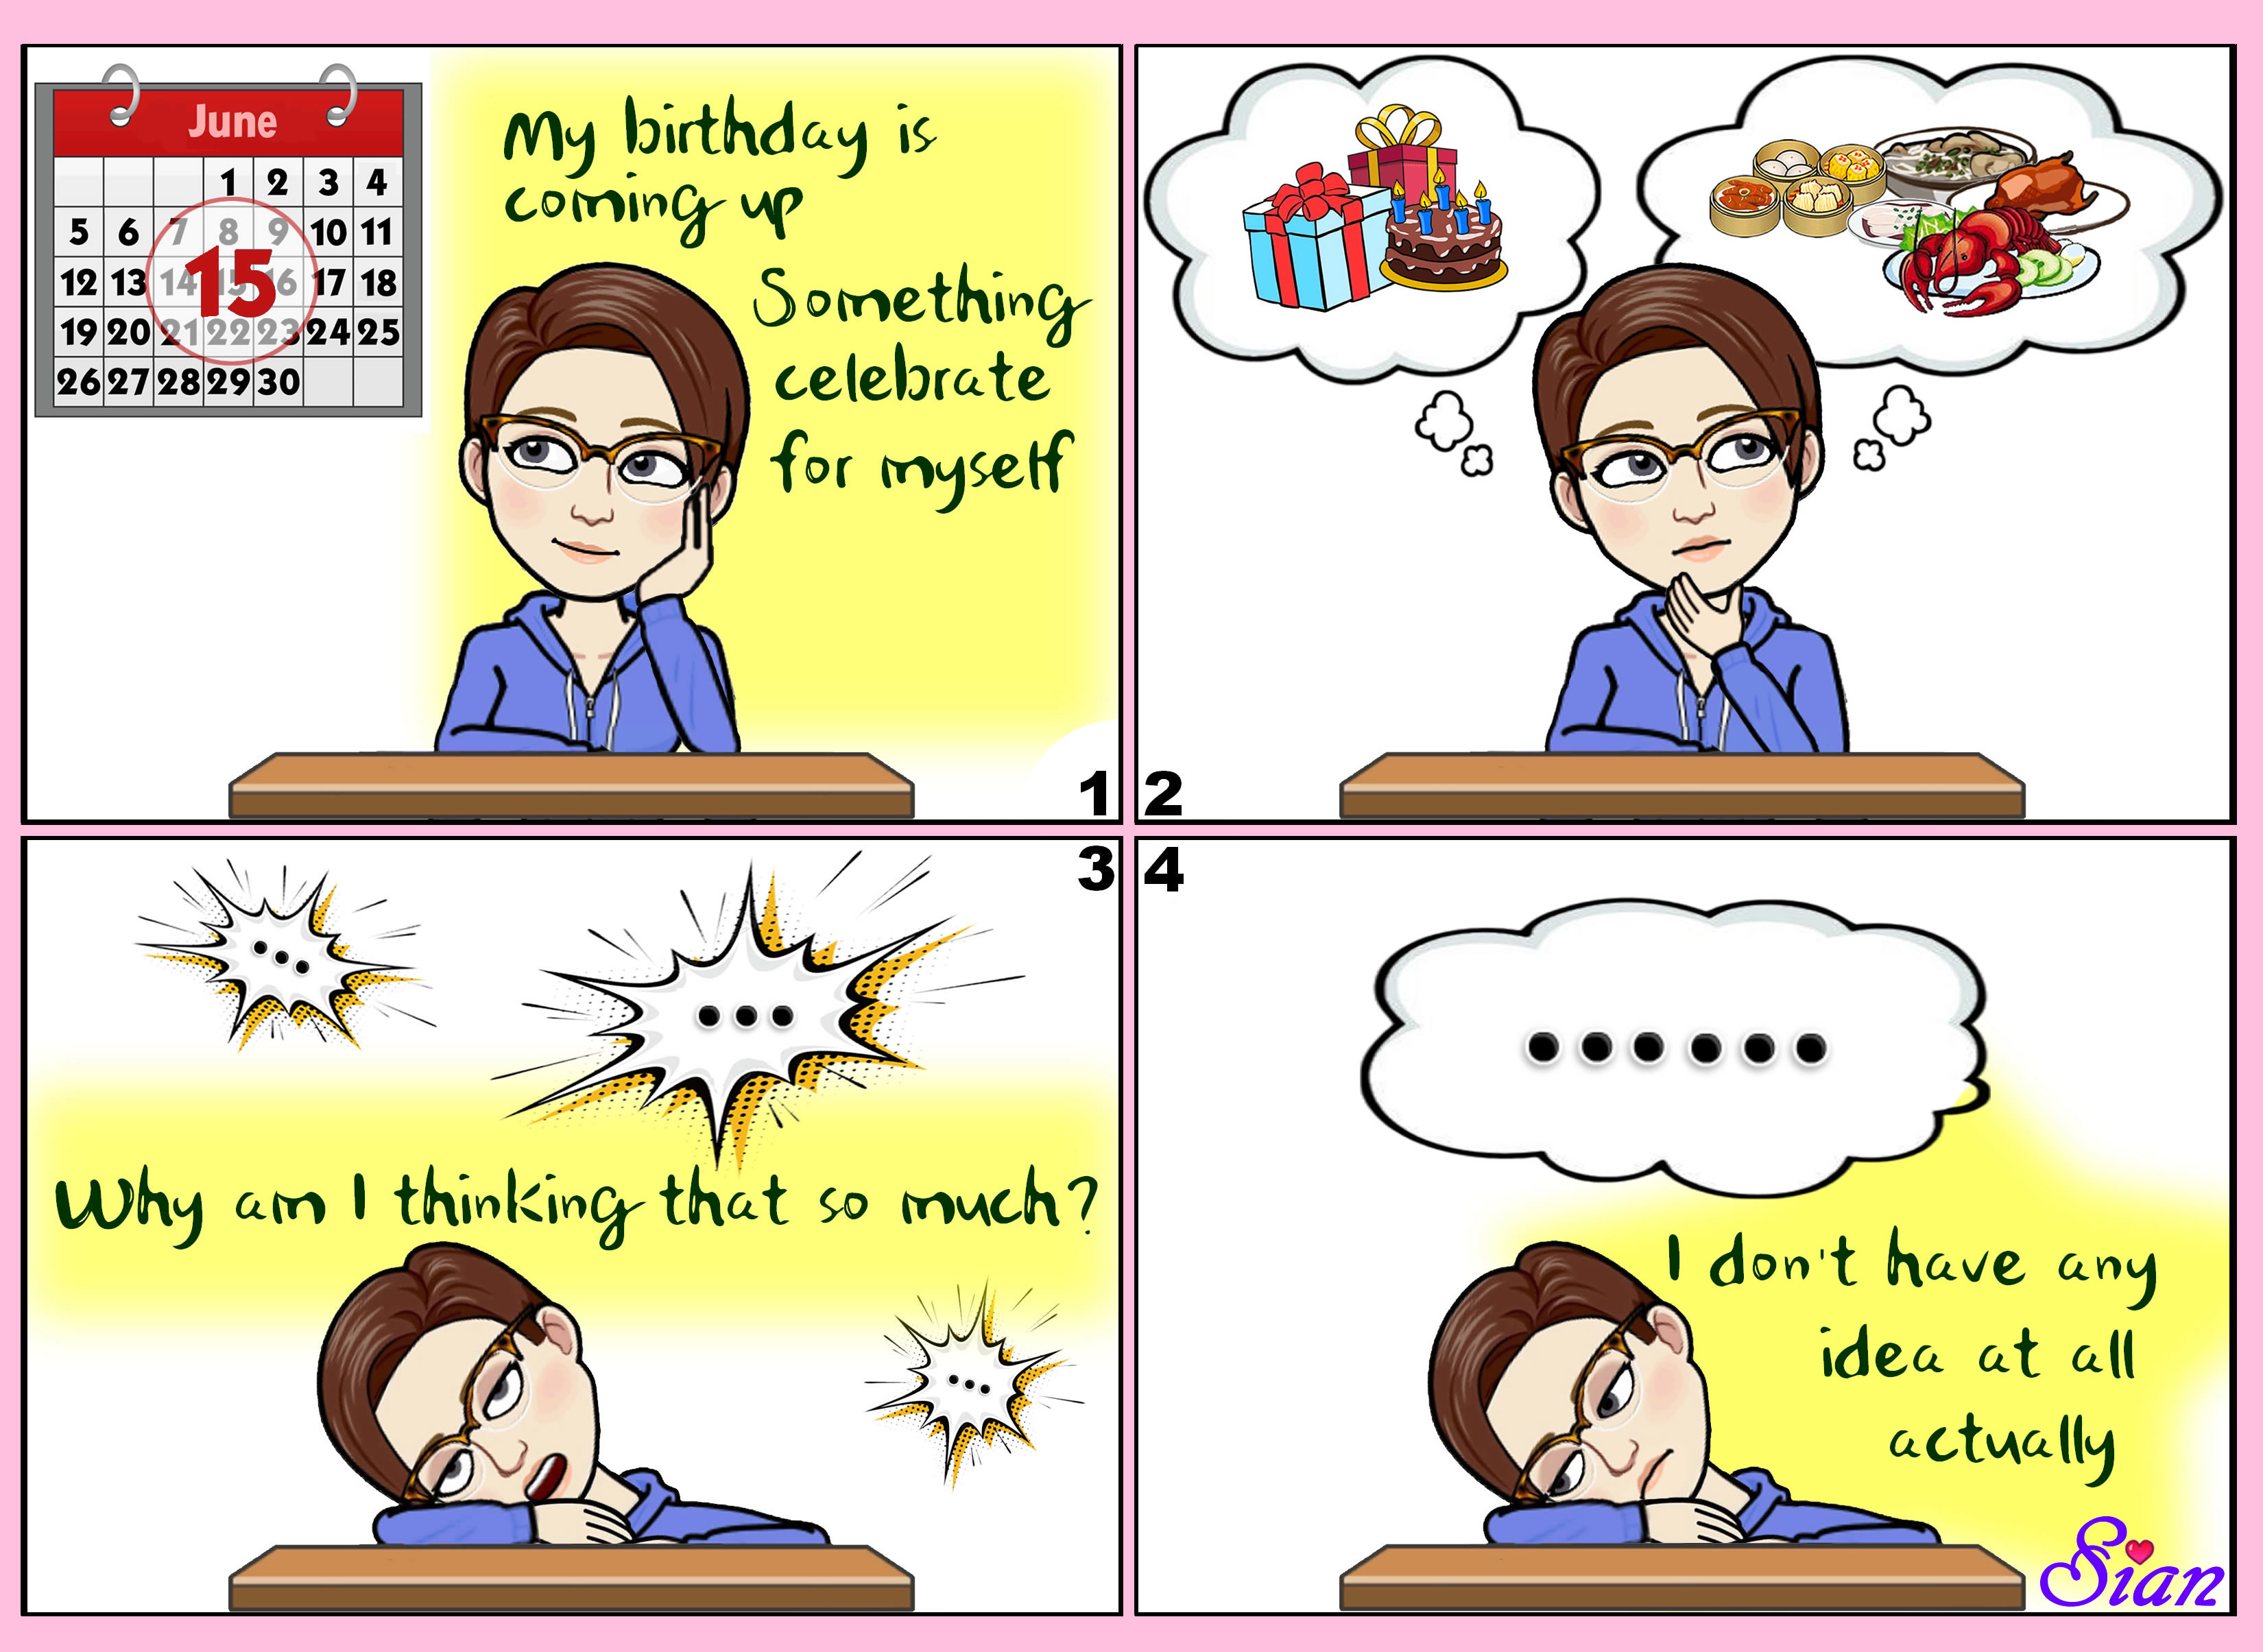 June
1 2 3 4
5 6 7 8 9 10 11
12 13 14 15 16 17 18
15
19 20 21 22 23 24 25
26 27 28 29 30
My birthday is
coming up
Something
celebrate
for myself
1
2
3
Why am I thinking that so much?
4
I don't have any
idea at all
actually
Sian